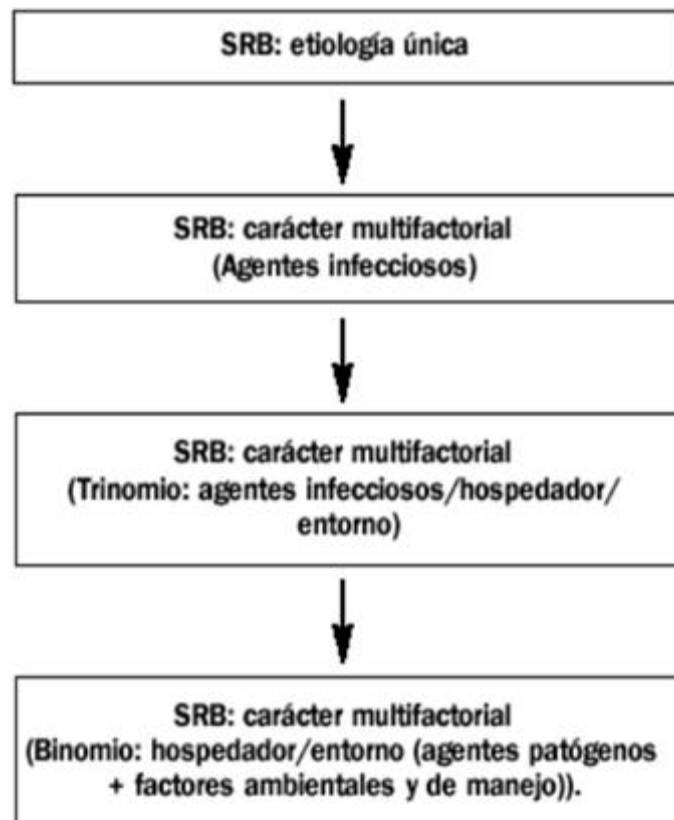 SRB: etiología única
SRB: carácter multifactorial
(Agentes infecciosos)
SRB: carácter multifactorial
(Trinomio: agentes infecciosos/hospedador/
entorno)
SRB: carácter multifactorial
(Binomio: hospedador/entorno (agentes patógenos
+ factores ambientales y de manejo)).